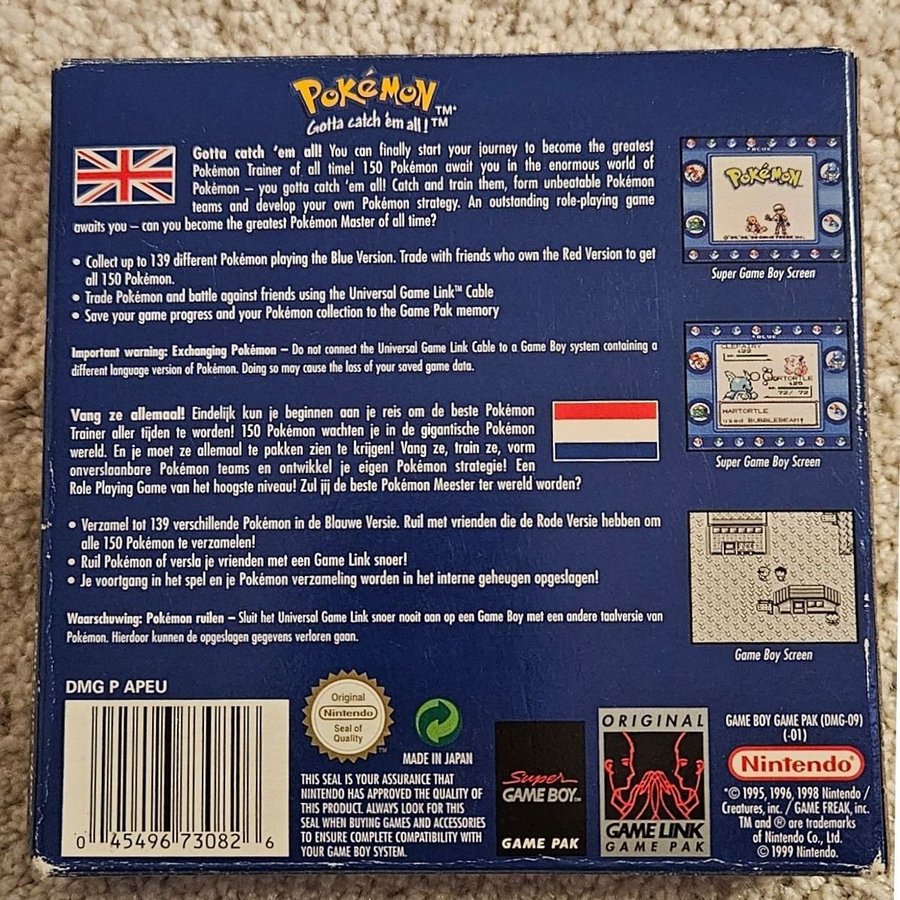 POKéMON™*
Gotta catch 'em all!™
Gotta catch 'em all! You can finally start your journey to become the greatest
Pokémon Trainer of all time! 150 Pokémon await you in the enormous world of
Pokémon – you gotta catch 'em all! Catch and train them, form unbeatable Pokémon
teams and develop your own Pokémon strategy. An outstanding role-playing game
awaits you – can you become the greatest Pokémon Master of all time?
• Collect up to 139 different Pokémon playing the Blue Version. Trade with friends who own the Red Version to get
all 150 Pokémon.
• Trade Pokémon and battle against friends using the Universal Game Link™ Cable
• Save your game progress and your Pokémon collection to the Game Pak memory
Important warning: Exchanging Pokémon – Do not connect the Universal Game Link Cable to a Game Boy system containing a
different language version of Pokémon. Doing so may cause the loss of your saved game data.
Vang ze allemaal! Eindelijk kun je beginnen aan je reis om de beste Pokémon
Trainer aller tijden te worden! 150 Pokémon wachten je in de gigantische Pokémon
wereld. En je moet ze allemaal te pakken zien te krijgen! Vang ze, train ze, vorm
onverslaanbare Pokémon teams en ontwikkel je eigen Pokémon strategie! Een
Role Playing Game van het hoogste niveau! Zul jij de beste Pokémon Meester ter wereld worden?
• Verzamel tot 139 verschillende Pokémon in de Blauwe Versie. Ruil met vrienden die de Rode Versie hebben om
alle 150 Pokémon te verzamelen!
• Ruil Pokémon of versla je vrienden met een Game Link snoer!
• Je voortgang in het spel en je Pokémon verzameling worden in het interne geheugen opgeslagen!
Waarschuwing: Pokémon ruilen – Sluit het Universal Game Link snoer nooit aan op een Game Boy met een andere taalversie van
Pokémon. Hierdoor kunnen de opgeslagen gegevens verloren gaan.
BLUE
POKéMON
Super Game Boy Screen
BLUE
CLEFAIRY
WARTORTLE
72/ 72
WARTORTLE
used BUBBLEBEAM!
Super Game Boy Screen
Game Boy Screen
DMG P APEU
0 45496 73082 6
Original
Nintendo
Seal of
Quality
TM
MADE IN JAPAN
THIS SEAL IS YOUR ASSURANCE THAT
NINTENDO HAS APPROVED THE QUALITY OF
THIS PRODUCT. ALWAYS LOOK FOR THIS
SEAL WHEN BUYING GAMES AND ACCESSORIES
TO ENSURE COMPLETE COMPATIBILITY WITH
YOUR GAME BOY SYSTEM.
Super
GAME BOY™
GAME PAK
ORIGINAL
GAME LINK
GAME PAK
GAME BOY GAME PAK (DMG-09)
(-01)
Nintendo
*© 1995, 1996, 1998 Nintendo /
Creatures, inc. / GAME FREAK, inc.
TM and ® are trademarks
of Nintendo Co., Ltd.
© 1999 Nintendo.